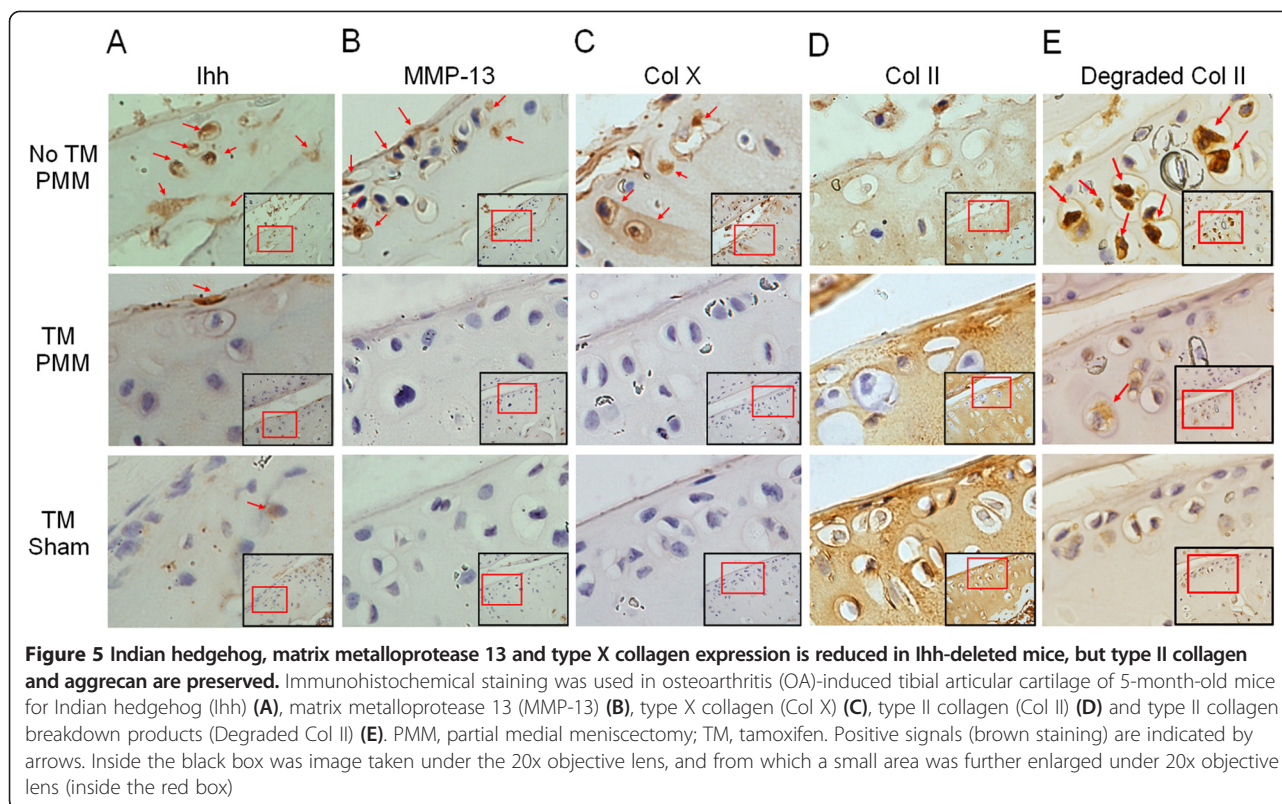 A B C D E
Ihh MMP-13 Col X Col II Degraded Col II
No TM
PMM
TM
PMM
TM
Sham
Figure 5 Indian hedgehog, matrix metalloprotease 13 and type X collagen expression is reduced in Ihh-deleted mice, but type II collagen
and aggrecan are preserved. Immunohistochemical staining was used in osteoarthritis (OA)-induced tibial articular cartilage of 5-month-old mice
for Indian hedgehog (Ihh) (A), matrix metalloprotease 13 (MMP-13) (B), type X collagen (Col X) (C), type II collagen (Col II) (D) and type II collagen
breakdown products (Degraded Col II) (E). PMM, partial medial meniscectomy; TM, tamoxifen. Positive signals (brown staining) are indicated by
arrows. Inside the black box was image taken under the 20x objective lens, and from which a small area was further enlarged under 20x objective
lens (inside the red box)